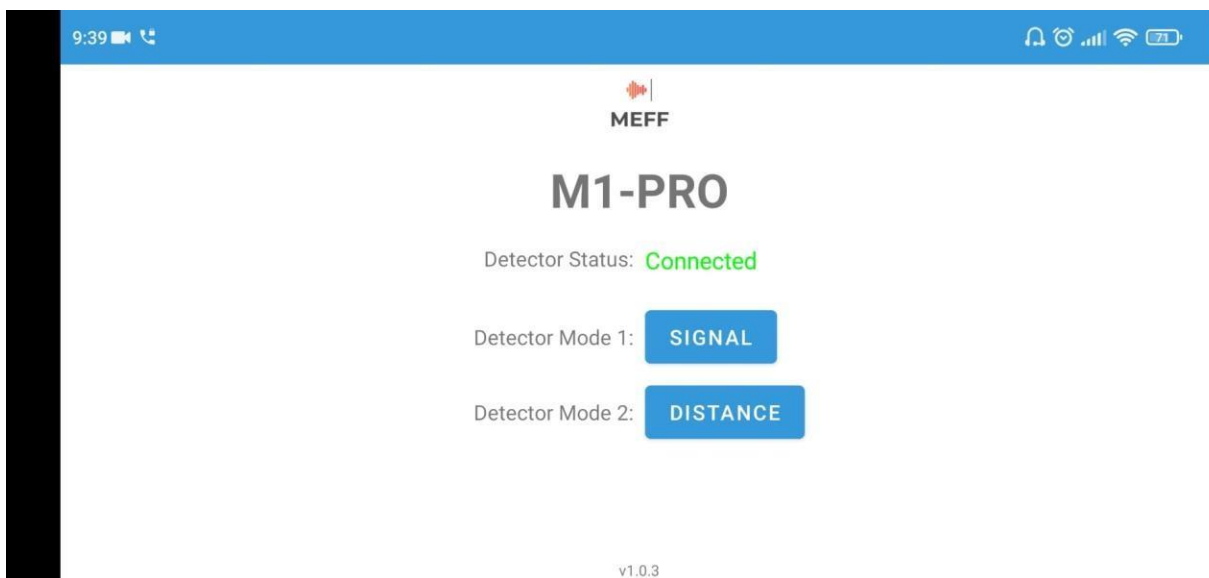 9:39
71
MEFF
M1-PRO
Detector Status: Connected
Detector Mode 1: SIGNAL
Detector Mode 2: DISTANCE
v1.0.3